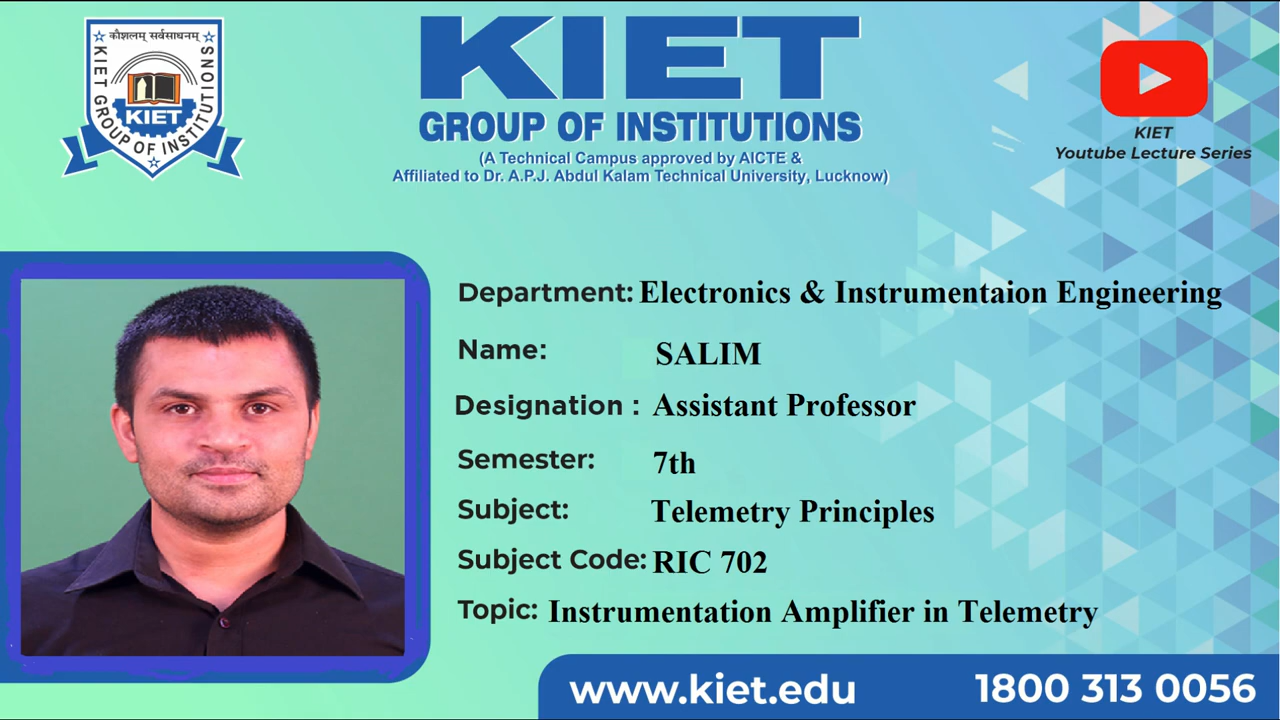 कौशलम् सर्वसाधनम्
KIET GROUP OF INSTITUTIONS
KIET
KIET
GROUP OF INSTITUTIONS
(A Technical Campus approved by AICTE &
Affiliated to Dr. A.P.J. Abdul Kalam Technical University, Lucknow)
KIET
Youtube Lecture Series
Department: Electronics & Instrumentaion Engineering
Name: SALIM
Designation : Assistant Professor
Semester: 7th
Subject: Telemetry Principles
Subject Code: RIC 702
Topic: Instrumentation Amplifier in Telemetry
www.kiet.edu
1800 313 0056